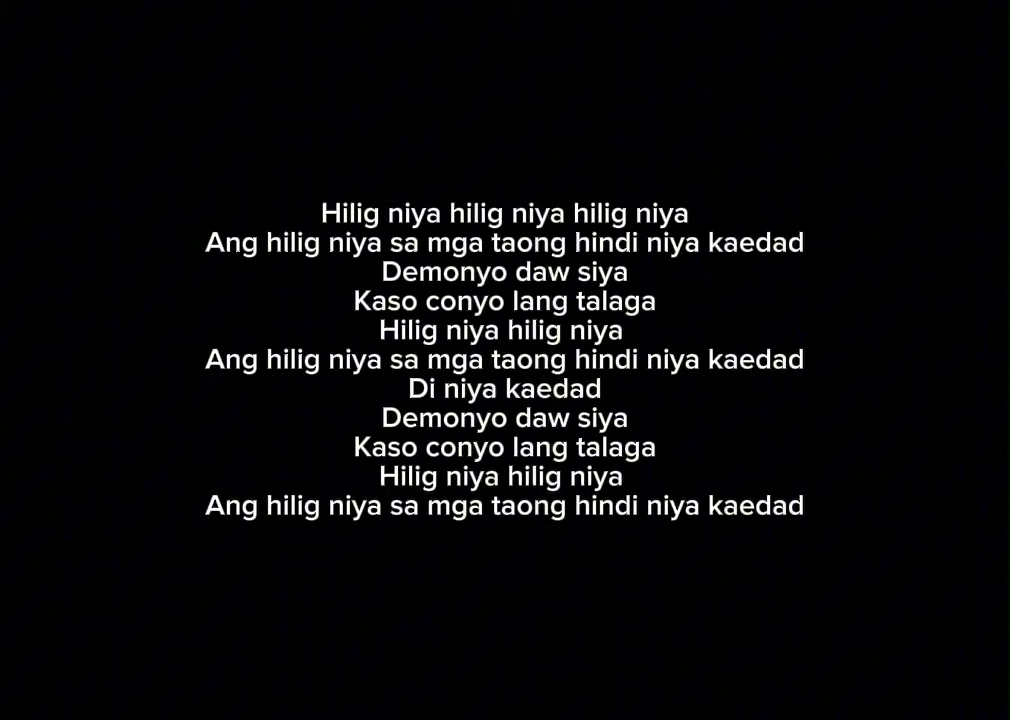 Hilig niya hilig niya hilig niya
Ang hilig niya sa mga taong hindi niya kaedad
Demonyo daw siya
Kaso conyo lang talaga
Hilig niya hilig niya
Ang hilig niya sa mga taong hindi niya kaedad
Di niya kaedad
Demonyo daw siya
Kaso conyo lang talaga
Hilig niya hilig niya
Ang hilig niya sa mga taong hindi niya kaedad